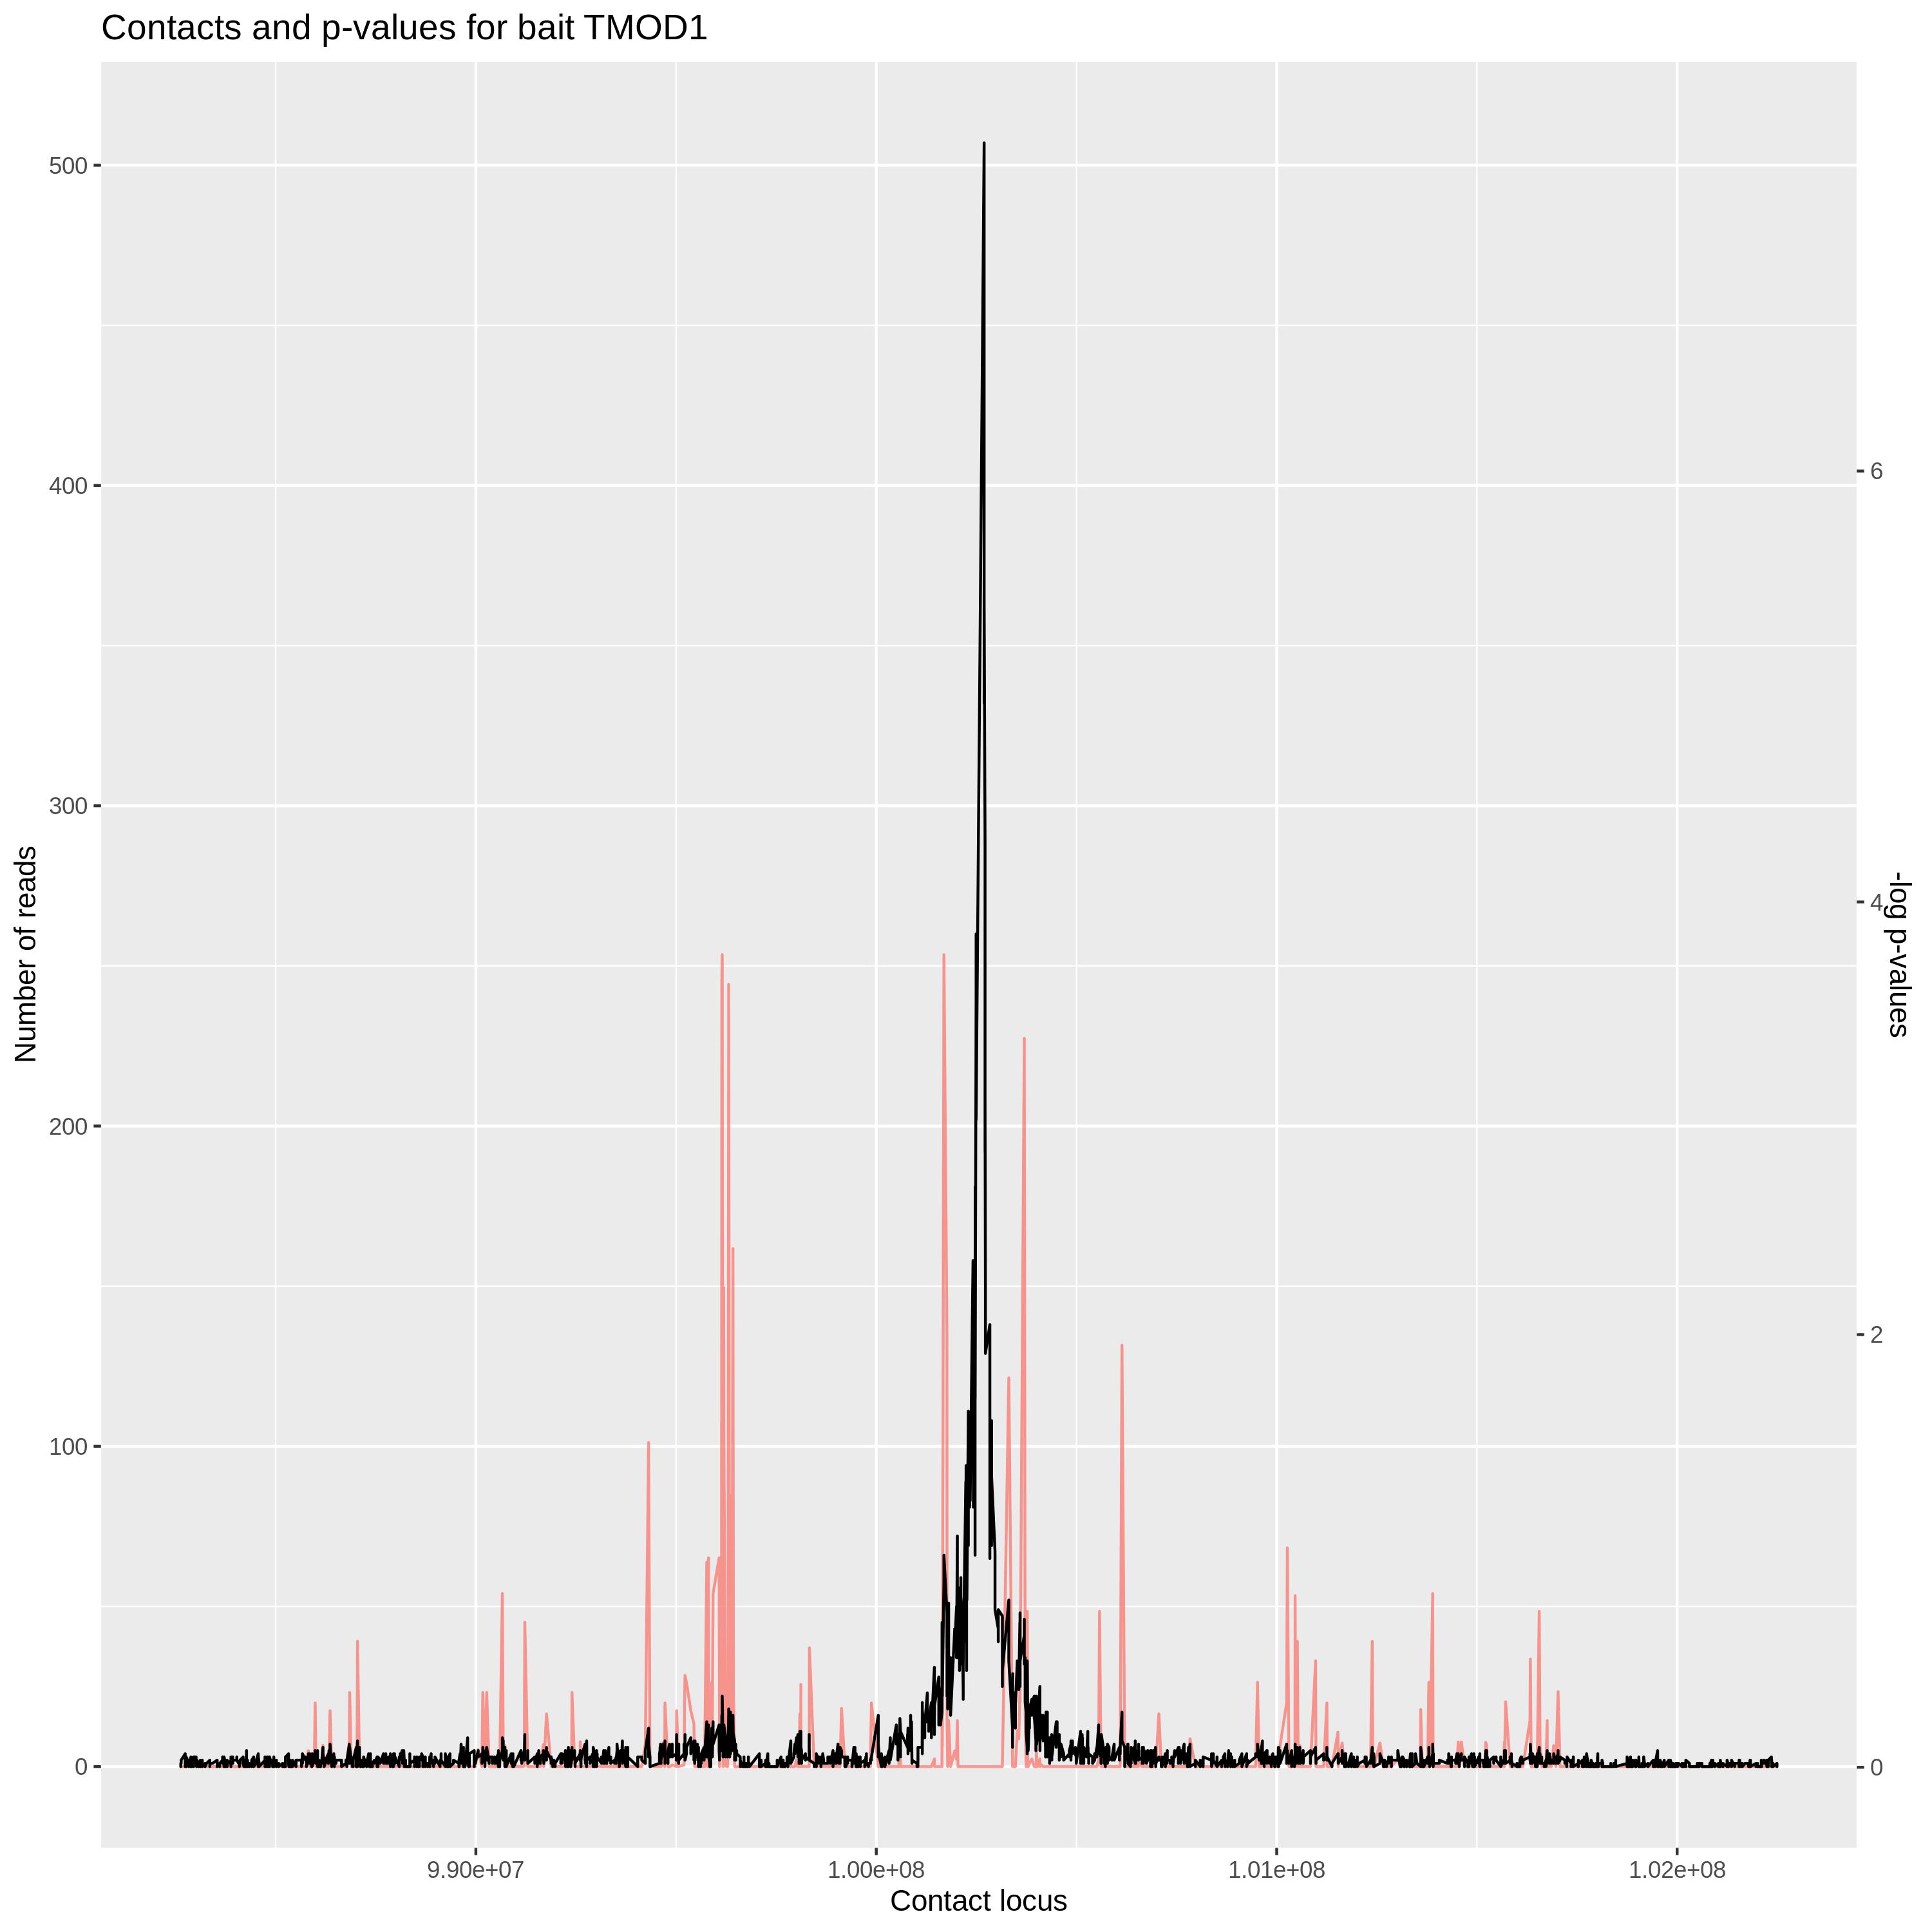 Contacts and p-values for bait TMOD1
500
400
300
200
100
0
Number of reads
6
4
2
0
-log p-values
9.90e+07
1.00e+08
1.01e+08
1.02e+08
Contact locus